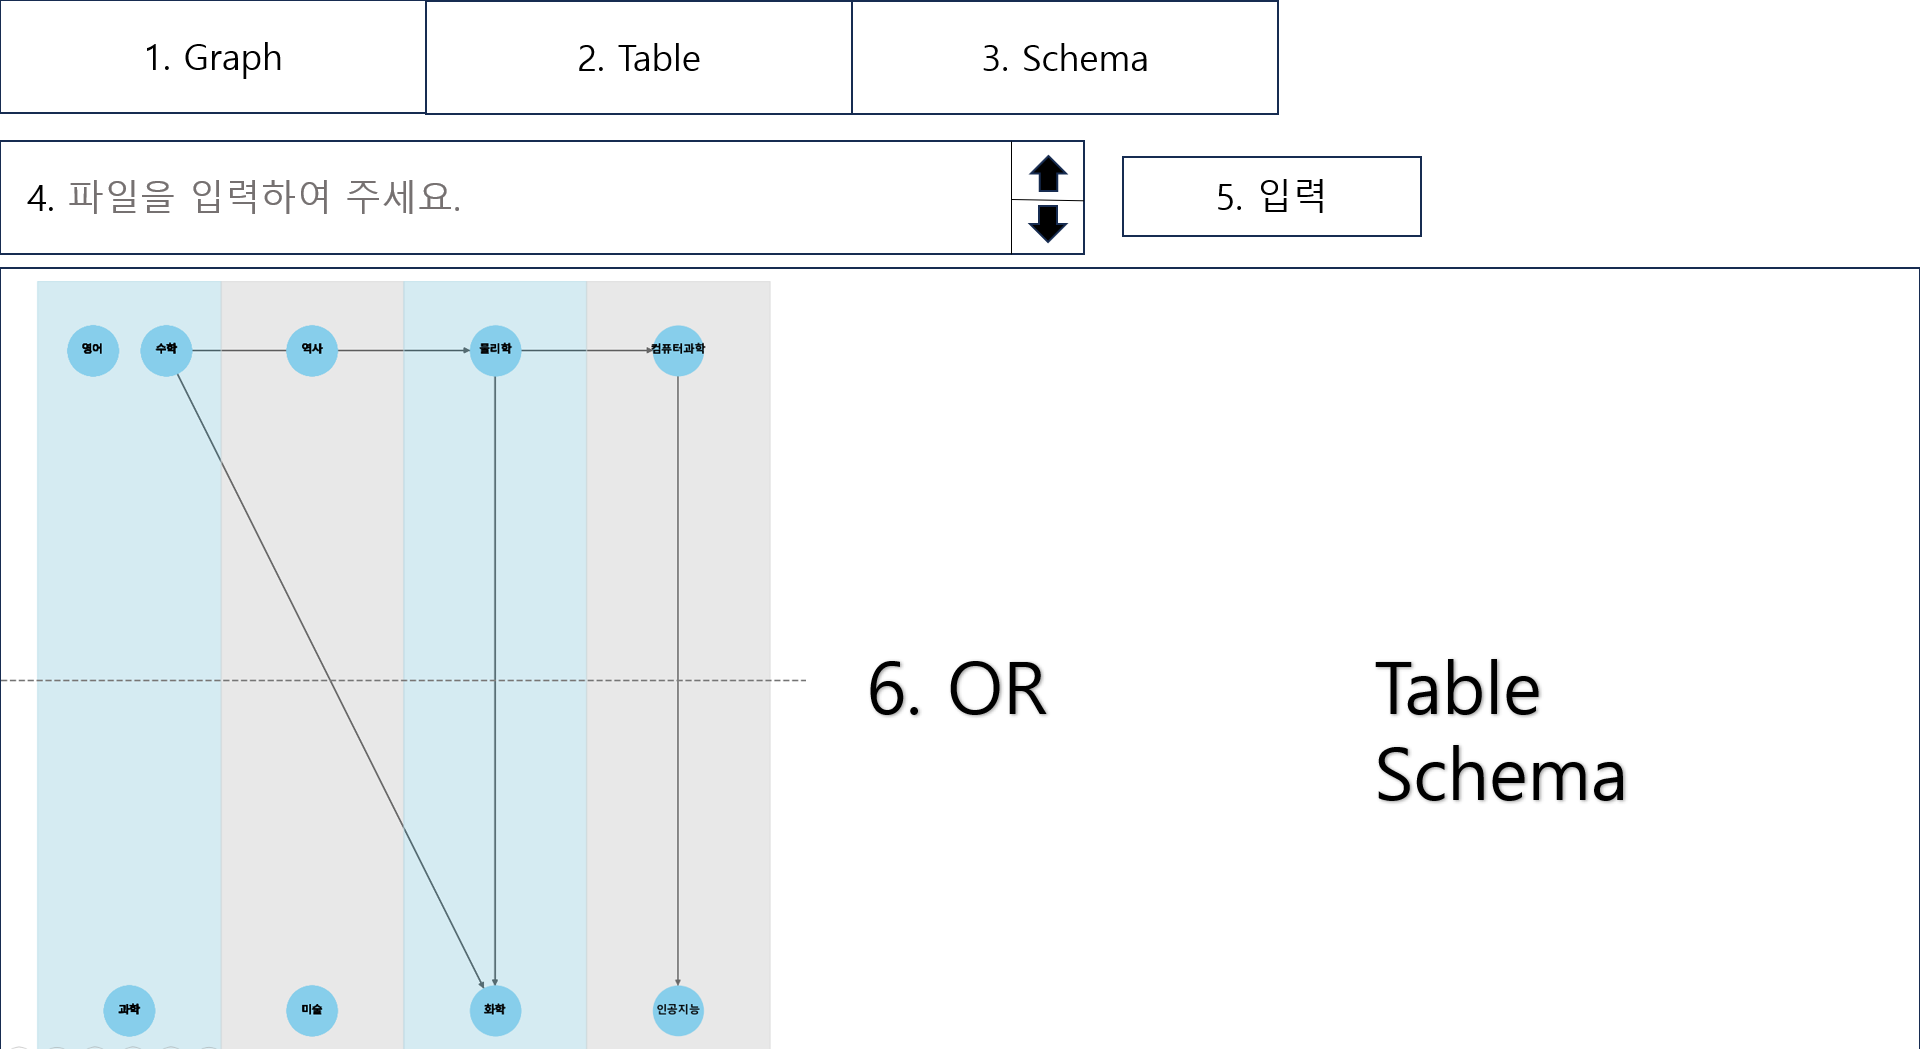 1. Graph
2. Table
3. Schema
4. 파일을 입력하여 주세요.
5. 입력
영어
수학
역사
물리학
컴퓨터과학
6. OR
Table
Schema
과학
미술
화학
인공지능